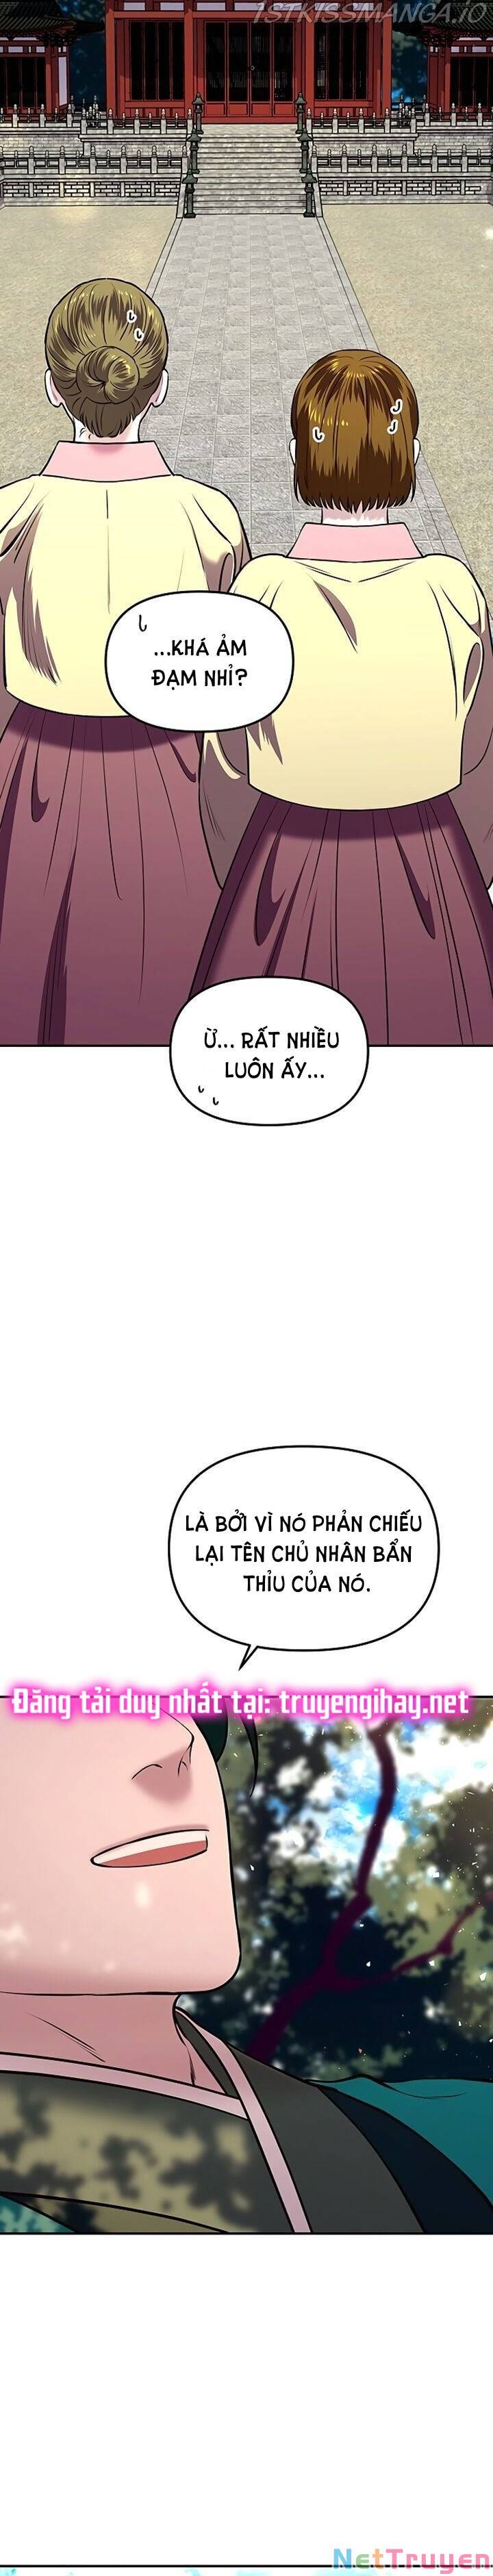 1STKISSMANGA.IO
...KHÁ ẢM
ĐẠM NHỈ?
Ừ... RẤT NHIỀU
LUÔN ẤY...
LÀ BỞI VÌ NÓ PHẢN CHIẾU
LẠI TÊN CHỦ NHÂN BẨN
THỈU CỦA NÓ.
Đăng tải duy nhất tại: truyengihay.net
NetTruyen